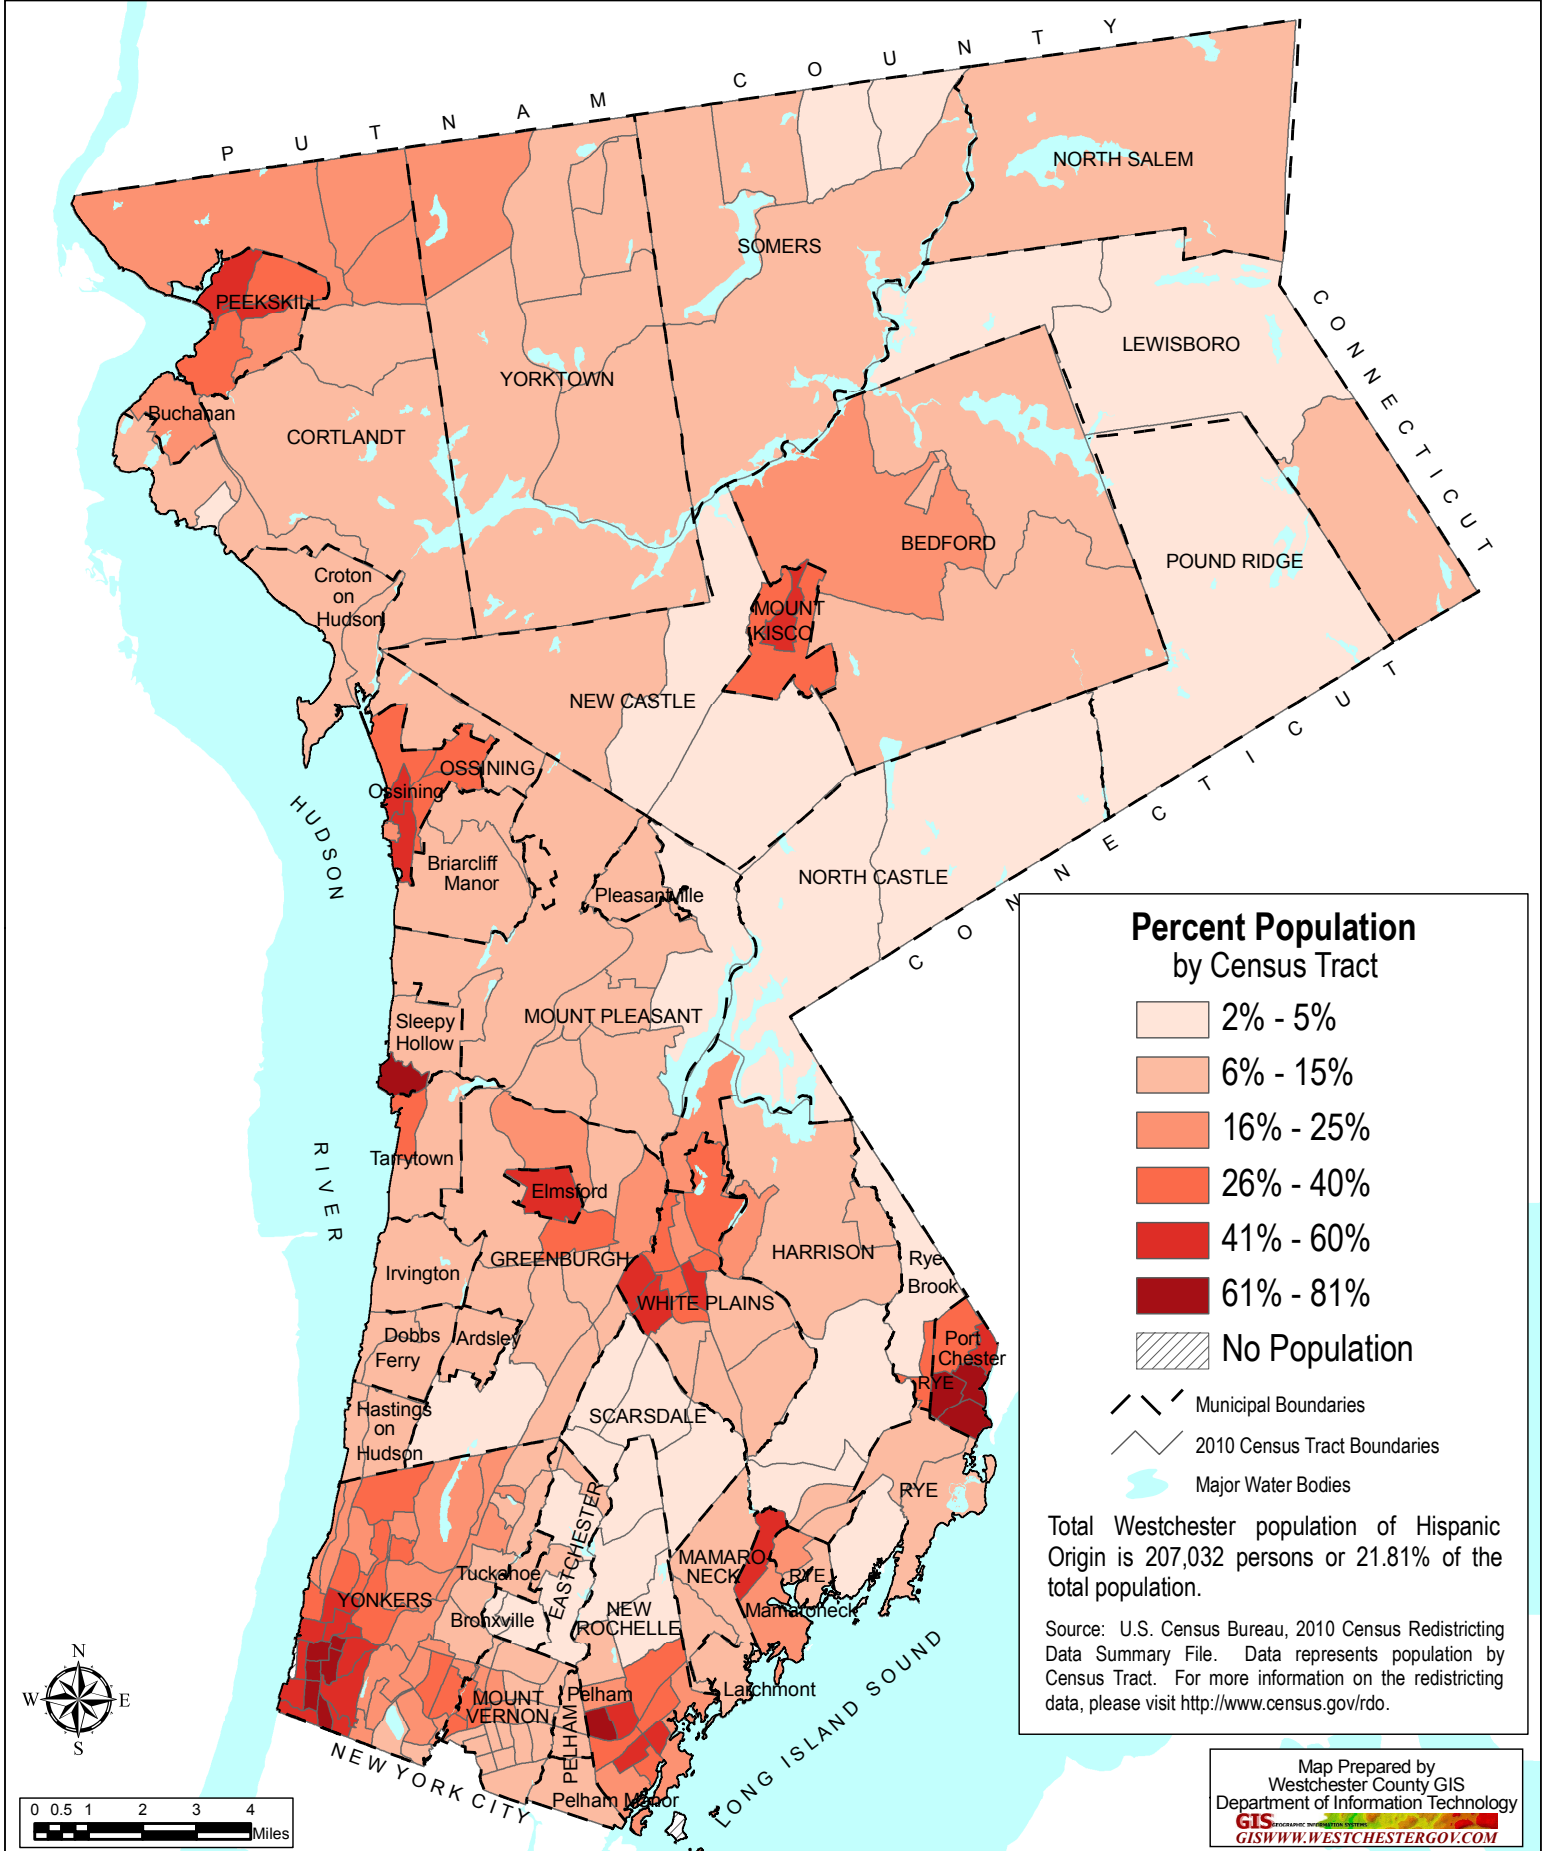 PUTNAM COUNTY
NORTH SALEM
SOMERS
PEEKSKILL
CONNECTICUT
LEWISBORO
YORKTOWN
Buchanan
CORTLANDT
BEDFORD
POUND RIDGE
Croton
on
Hudson
MOUNT
KISCO
NEW CASTLE
OSSINING
Ossining
HUDSON
Briarcliff
Manor
Pleasantville
NORTH CASTLE
CONNECTICUT
MOUNT PLEASANT
Sleepy
Hollow
RIVER
Tarrytown
Elmsford
GREENBURGH
HARRISON
Rye
Brook
Irvington
WHITE PLAINS
Dobbs
Ferry
Ardsley
Port
Chester
RYE
SCARSDALE
Hastings
on
Hudson
RYE
EASTCHESTER
MAMARO-
NECK
RYE
Tuckahoe
YONKERS
Bronxville
NEW
ROCHELLE
Mamaroneck
MOUNT
VERNON
Pelham
PELHAM
Larchmont
LONG ISLAND SOUND
NEW YORK CITY
Pelham Manor
Percent Population
by Census Tract
2% - 5%
6% - 15%
16% - 25%
26% - 40%
41% - 60%
61% - 81%
No Population
Municipal Boundaries
2010 Census Tract Boundaries
Major Water Bodies
Total Westchester population of Hispanic
Origin is 207,032 persons or 21.81% of the
total population.
Source: U.S. Census Bureau, 2010 Census Redistricting
Data Summary File. Data represents population by
Census Tract. For more information on the redistricting
data, please visit http://www.census.gov/rdo.
N
W E
S
0 0.5 1 2 3 4
Miles
Map Prepared by
Westchester County GIS
Department of Information Technology
GIS GEOGRAPHIC INFORMATION SYSTEMS
GISWWW.WESTCHESTERGOV.COM